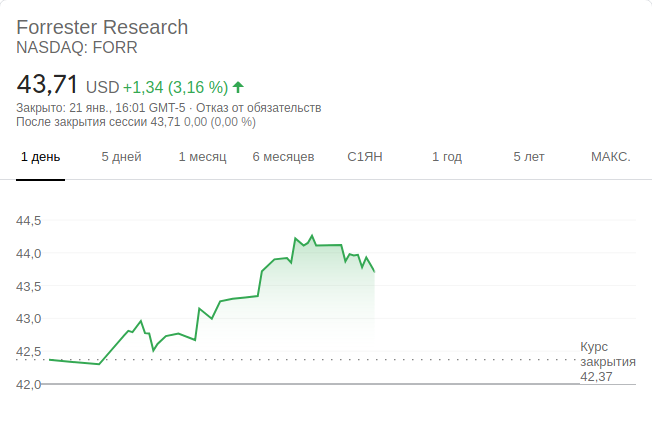 Forrester Research
NASDAQ: FORR
43,71 USD +1,34 (3,16 %)
Закрыто: 21 янв., 16:01 GMT-5 · Отказ от обязательств
После закрытия сессии 43,71 0,00 (0,00 %)
1 день 5 дней 1 месяц 6 месяцев С1ЯН 1 год 5 лет МАКС.
44,5
44,0
43,5
43,0
42,5
42,0
Курс
закрытия
42,37